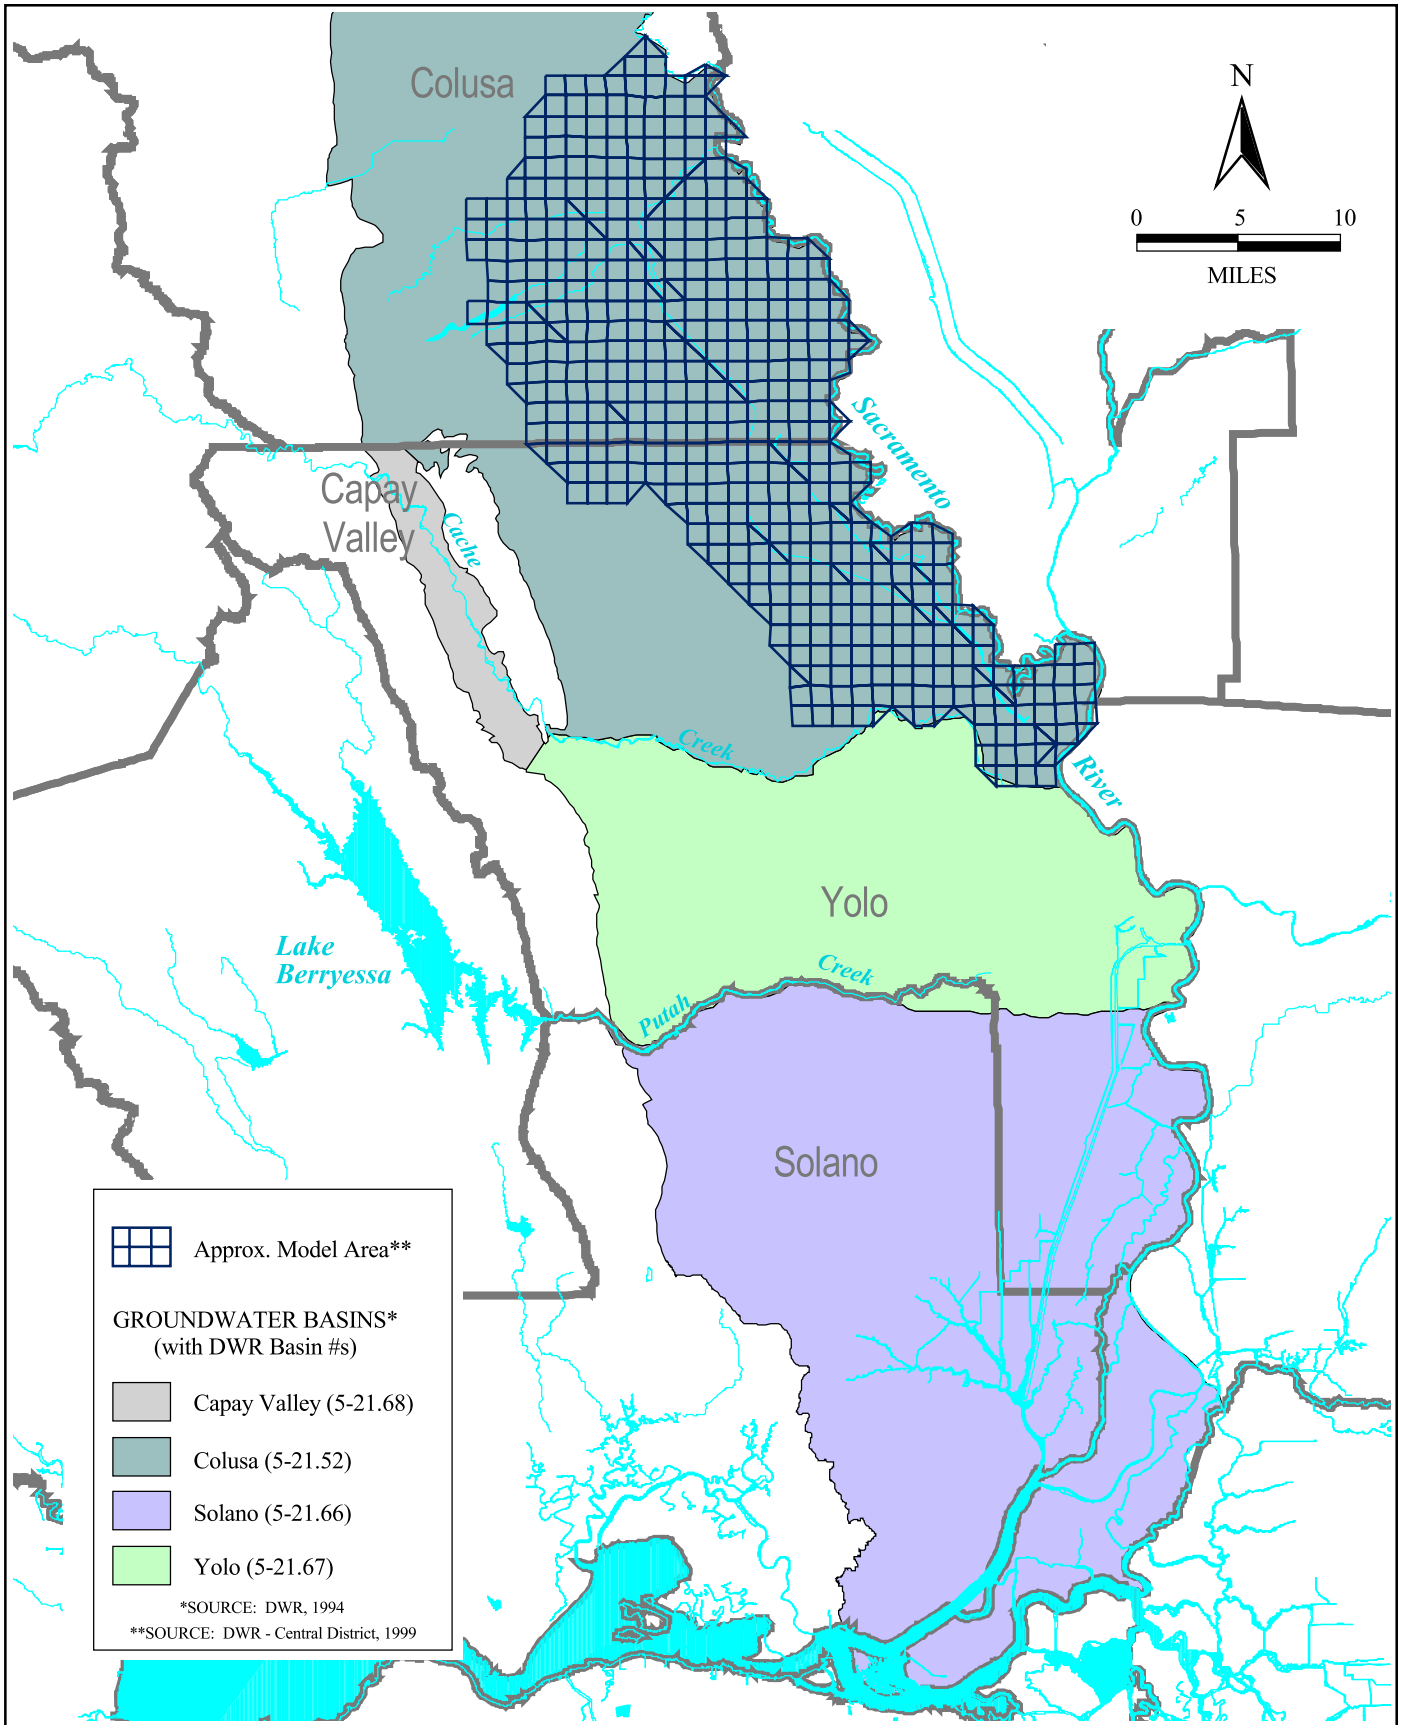 Colusa
N
0 5 10
MILES
Sacramento
Capay
Valley
Cache
Creek
River
Yolo
Lake
Berryessa
Creek
Putah
Solano
Approx. Model Area**
GROUNDWATER BASINS*
(with DWR Basin #s)
Capay Valley (5-21.68)
Colusa (5-21.52)
Solano (5-21.66)
Yolo (5-21.67)
*SOURCE: DWR, 1994
**SOURCE: DWR - Central District, 1999